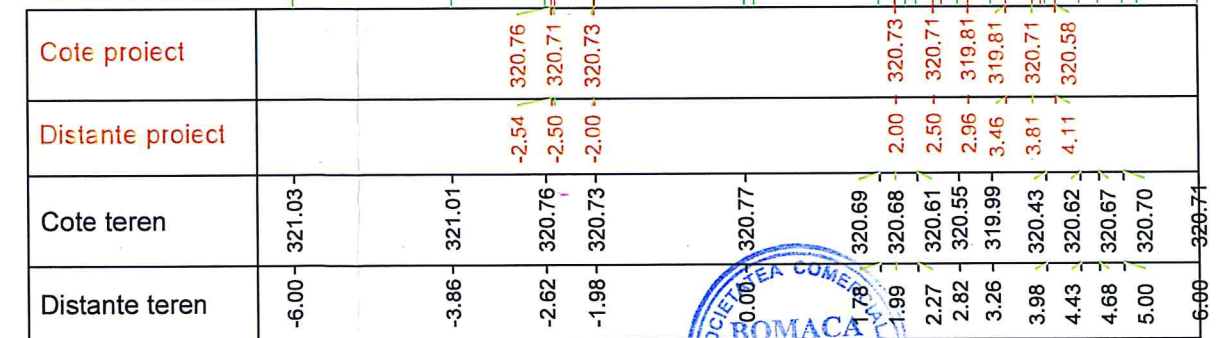 Cote proiect 320.76 320.71 320.73 320.73 320.71 319.81 319.81 320.71 320.58
Distante proiect -2.54 -2.50 -2.00 2.00 2.50 2.96 3.46 3.81 4.11
Cote teren 321.03 321.01 320.76 320.73 320.77 320.69 320.68 320.61 320.55 319.99 320.43 320.62 320.67 320.70 320.71
Distante teren -6.00 -3.86 -2.62 -1.98 0.00 1.78 1.99 2.27 2.82 3.26 3.98 4.43 4.68 5.00 6.00
SOCIETATEA COMERCIAL
ROMACA